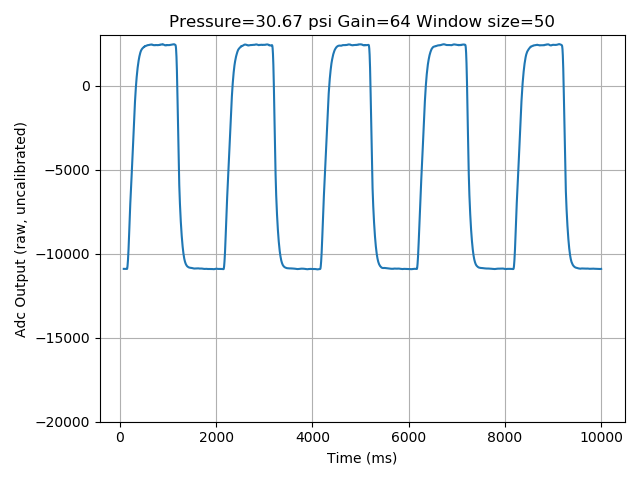 Pressure=30.67 psi Gain=64 Window size=50
Adc Output (raw, uncalibrated)
0
−5000
−10000
−15000
−20000
0 2000 4000 6000 8000 10000
Time (ms)